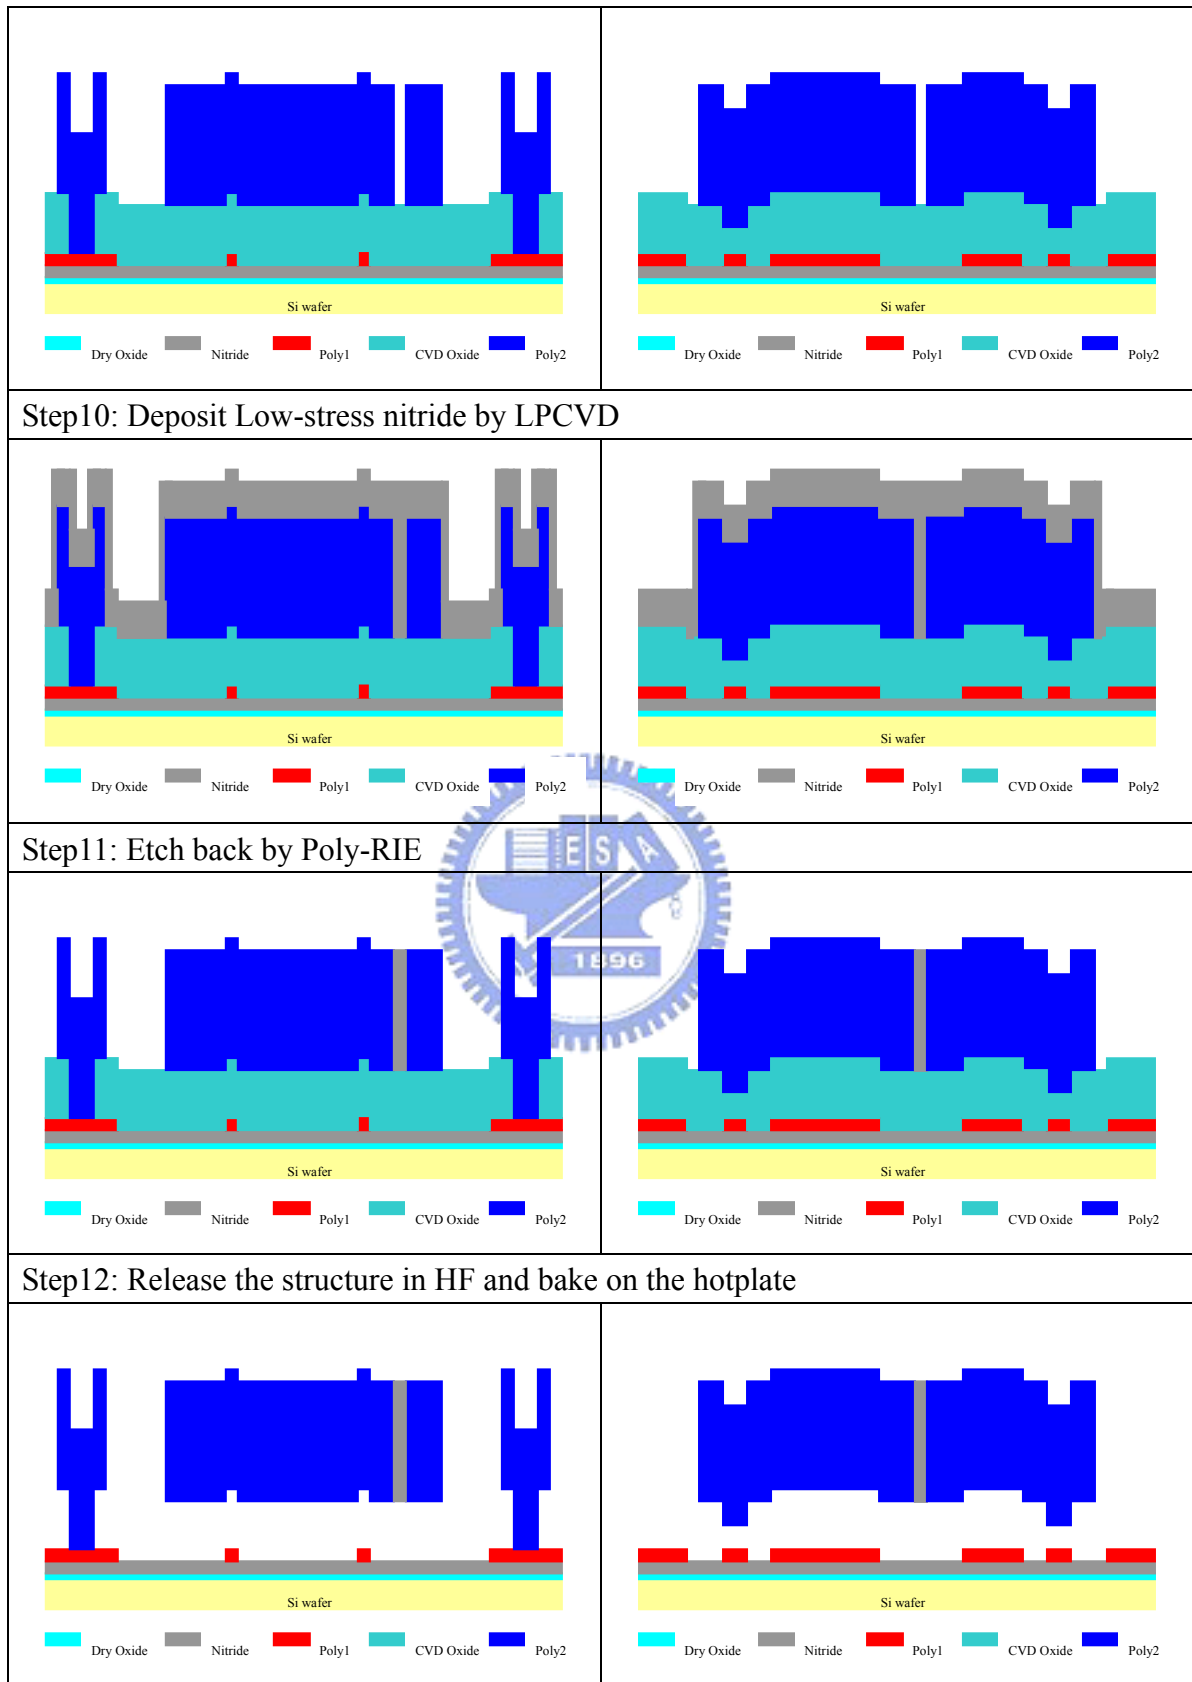 Si wafer
Dry Oxide Nitride Poly1 CVD Oxide Poly2
Si wafer
Dry Oxide Nitride Poly1 CVD Oxide Poly2
Step10: Deposit Low-stress nitride by LPCVD
Si wafer
Dry Oxide Nitride Poly1 CVD Oxide Poly2
Si wafer
Dry Oxide Nitride Poly1 CVD Oxide Poly2
Step11: Etch back by Poly-RIE
ESA
1896
Si wafer
Dry Oxide Nitride Poly1 CVD Oxide Poly2
Si wafer
Dry Oxide Nitride Poly1 CVD Oxide Poly2
Step12: Release the structure in HF and bake on the hotplate
Si wafer
Dry Oxide Nitride Poly1 CVD Oxide Poly2
Si wafer
Dry Oxide Nitride Poly1 CVD Oxide Poly2